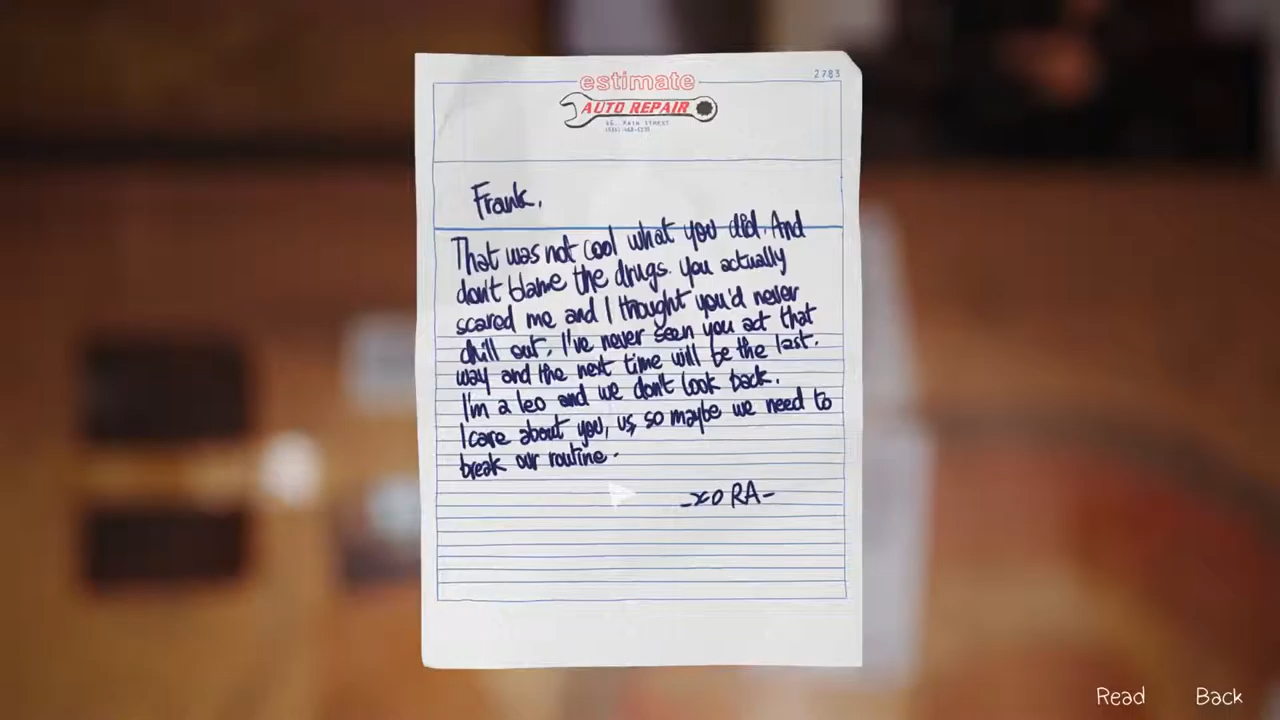 estimate
2783
AUTO REPAIR
MAIN STREET
Frank,
That was not cool what you did. And
don't blame the drugs. You actually
scared me and I thought you'd never
chill out. I've never seen you act that
way and the next time will be the last.
I'm a leo and we don't look back.
I care about you, us, so maybe we need to
break our routine.
-xo RA-
Read
Back